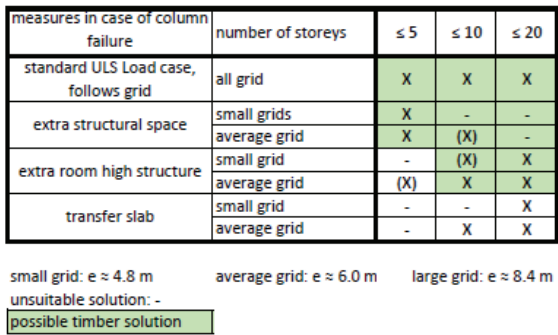 measures in case of column failure number of storeys ≤ 5 ≤ 10 ≤ 20
standard ULS Load case, follows grid all grid X X X
extra structural space small grids X - -
average grid X (X) -
extra room high structure small grid - (X) X
average grid (X) X X
transfer slab small grid - - X
average grid - X X
small grid: e ≈ 4.8 m average grid: e ≈ 6.0 m large grid: e ≈ 8.4 m
unsuitable solution: -
possible timber solution